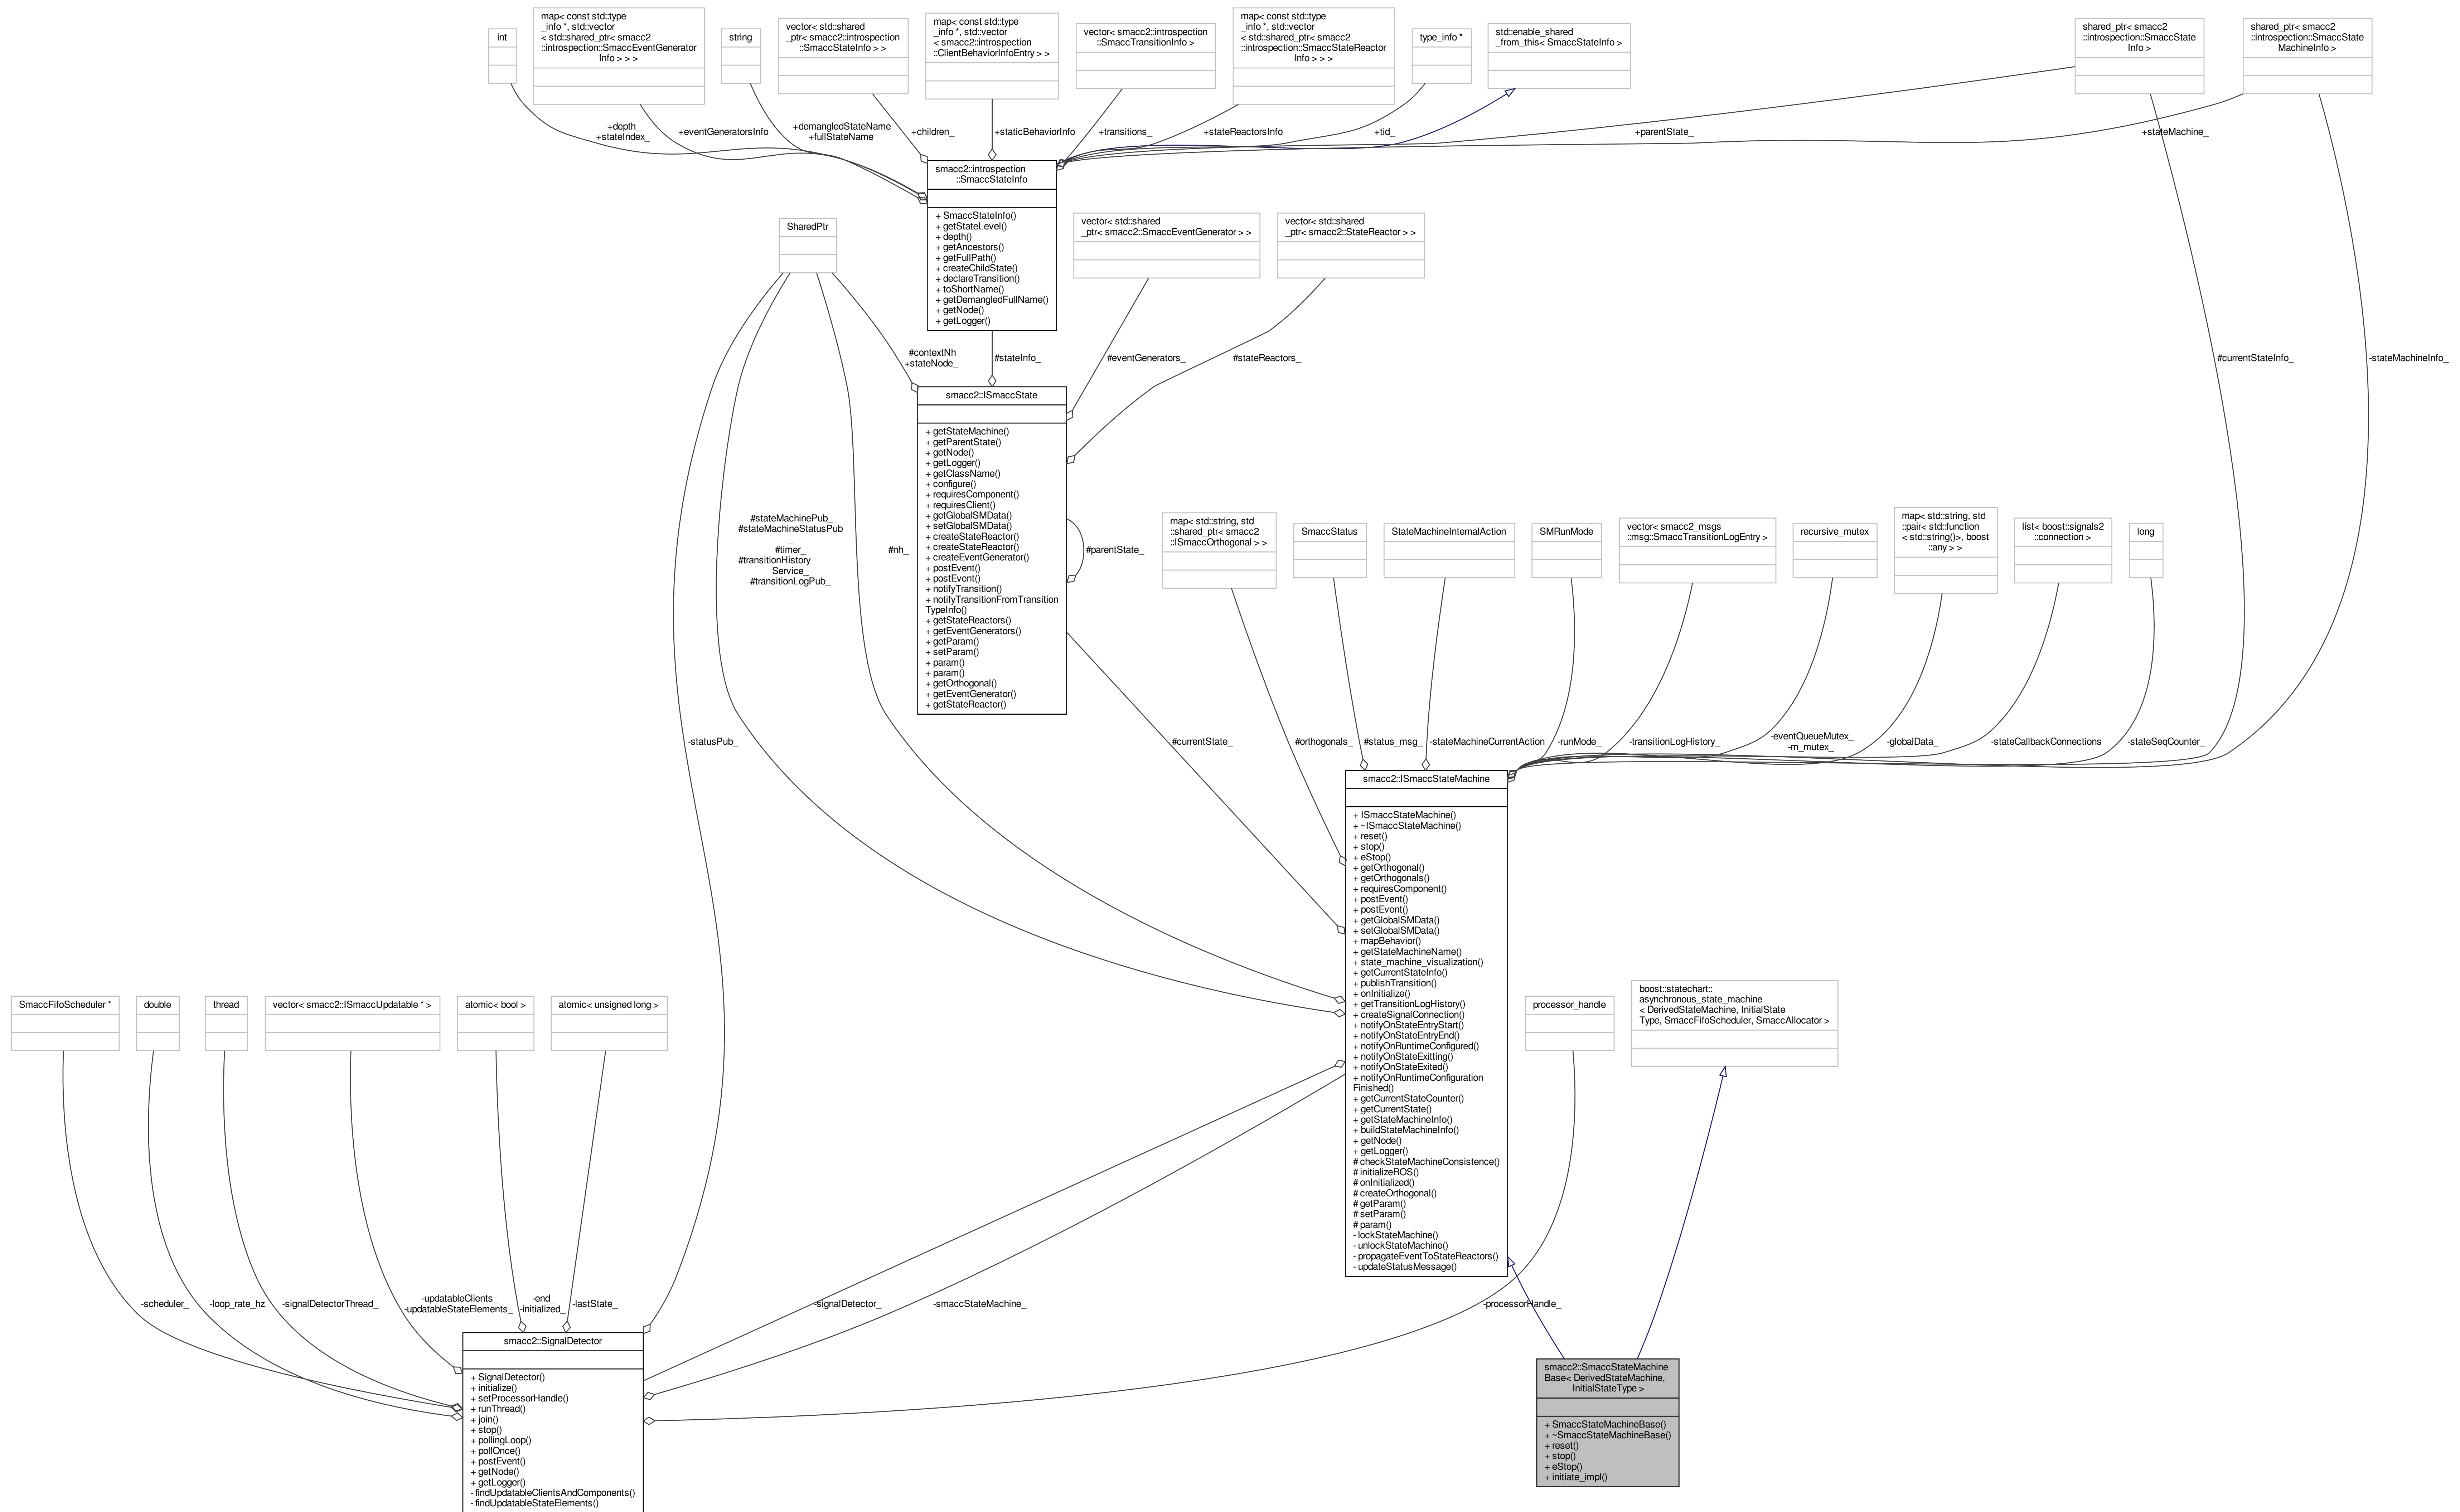 int
map< const std::type
_info *, std::vector
< std::shared_ptr< smacc2
::introspection::SmaccEventGenerator
Info > > >
string
vector< std::shared
_ptr< smacc2::introspection
::SmaccStateInfo > >
map< const std::type
_info *, std::vector
< smacc2::introspection
::ClientBehaviorInfoEntry > >
vector< smacc2::introspection
::SmaccTransitionInfo >
map< const std::type
_info *, std::vector
< std::shared_ptr< smacc2
::introspection::SmaccStateReactor
Info > > >
type_info *
std::enable_shared
_from_this< SmaccStateInfo >
shared_ptr< smacc2
::introspection::SmaccState
Info >
shared_ptr< smacc2
::introspection::SmaccState
MachineInfo >
+depth_
+stateIndex_
+eventGeneratorsInfo
+demangledStateName
+fullStateName
+children_
+staticBehaviorInfo
+transitions_
+stateReactorsInfo
+tid_
+parentState_
+stateMachine_
smacc2::introspection
::SmaccStateInfo
+ SmaccStateInfo()
+ getStateLevel()
+ depth()
+ getAncestors()
+ getFullPath()
+ createChildState()
+ declareTransition()
+ toShortName()
+ getDemangledFullName()
+ getNode()
+ getLogger()
SharedPtr
vector< std::shared
_ptr< smacc2::SmaccEventGenerator > >
vector< std::shared
_ptr< smacc2::StateReactor > >
#contextNh
+stateNode_
#stateInfo_
#eventGenerators_
#stateReactors_
#currentStateInfo_
-stateMachineInfo_
smacc2::ISmaccState
+ getStateMachine()
+ getParentState()
+ getNode()
+ getLogger()
+ getClassName()
+ configure()
+ requiresComponent()
+ requiresClient()
+ getGlobalSMData()
+ setGlobalSMData()
+ createStateReactor()
+ createStateReactor()
+ createEventGenerator()
+ postEvent()
+ postEvent()
+ notifyTransition()
+ notifyTransitionFromTransition
TypeInfo()
+ getStateReactors()
+ getEventGenerators()
+ getParam()
+ setParam()
+ param()
+ param()
+ getOrthogonal()
+ getEventGenerator()
+ getStateReactor()
#stateMachinePub_
#stateMachineStatusPub
_
#timer_
#transitionHistory
Service_
#transitionLogPub_
#nh_
#parentState_
map< std::string, std
::shared_ptr< smacc2
::ISmaccOrthogonal > >
SmaccStatus
StateMachineInternalAction
SMRunMode
vector< smacc2_msgs
::msg::SmaccTransitionLogEntry >
recursive_mutex
map< std::string, std
::pair< std::function
< std::string()>, boost
::any > >
list< boost::signals2
::connection >
long
-statusPub_
#currentState_
#orthogonals_
#status_msg_
-stateMachineCurrentAction
-runMode_
-transitionLogHistory_
-eventQueueMutex_
-m_mutex_
-globalData_
-stateCallbackConnections
-stateSeqCounter_
smacc2::ISmaccStateMachine
+ ISmaccStateMachine()
+ ~ISmaccStateMachine()
+ reset()
+ stop()
+ eStop()
+ getOrthogonal()
+ getOrthogonals()
+ requiresComponent()
+ postEvent()
+ postEvent()
+ getGlobalSMData()
+ setGlobalSMData()
+ mapBehavior()
+ getStateMachineName()
+ state_machine_visualization()
+ getCurrentStateInfo()
+ publishTransition()
+ onInitialize()
+ getTransitionLogHistory()
+ createSignalConnection()
+ notifyOnStateEntryStart()
+ notifyOnStateEntryEnd()
+ notifyOnRuntimeConfigured()
+ notifyOnStateExitting()
+ notifyOnStateExited()
+ notifyOnRuntimeConfiguration
Finished()
+ getCurrentStateCounter()
+ getCurrentState()
+ getStateMachineInfo()
+ buildStateMachineInfo()
+ getNode()
+ getLogger()
# checkStateMachineConsistence()
# initializeROS()
# onInitialized()
# createOrthogonal()
# getParam()
# setParam()
# param()
- lockStateMachine()
- unlockStateMachine()
- propagateEventToStateReactors()
- updateStatusMessage()
SmaccFifoScheduler *
double
thread
vector< smacc2::ISmaccUpdatable * >
atomic< bool >
atomic< unsigned long >
processor_handle
boost::statechart::
asynchronous_state_machine
< DerivedStateMachine, InitialState
Type, SmaccFifoScheduler, SmaccAllocator >
-scheduler_
-loop_rate_hz
-signalDetectorThread_
-updatableClients_
-updatableStateElements_
-end_
-initialized_
-lastState_
-signalDetector_
-smaccStateMachine_
-processorHandle_
smacc2::SignalDetector
+ SignalDetector()
+ initialize()
+ setProcessorHandle()
+ runThread()
+ join()
+ stop()
+ pollingLoop()
+ pollOnce()
+ postEvent()
+ getNode()
+ getLogger()
- findUpdatableClientsAndComponents()
- findUpdatableStateElements()
smacc2::SmaccStateMachine
Base< DerivedStateMachine,
InitialStateType >
+ SmaccStateMachineBase()
+ ~SmaccStateMachineBase()
+ reset()
+ stop()
+ eStop()
+ initiate_impl()